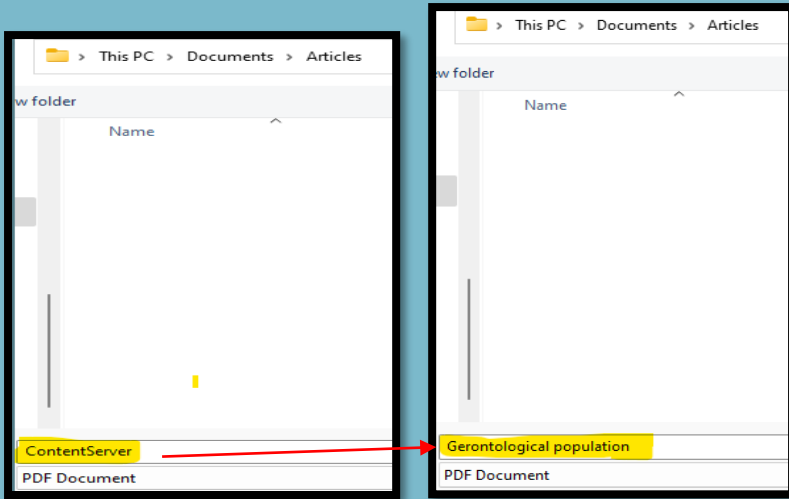 This PC > Documents > Articles
w folder
Name
ContentServer
PDF Document
This PC > Documents > Articles
w folder
Name
Gerontological population
PDF Document